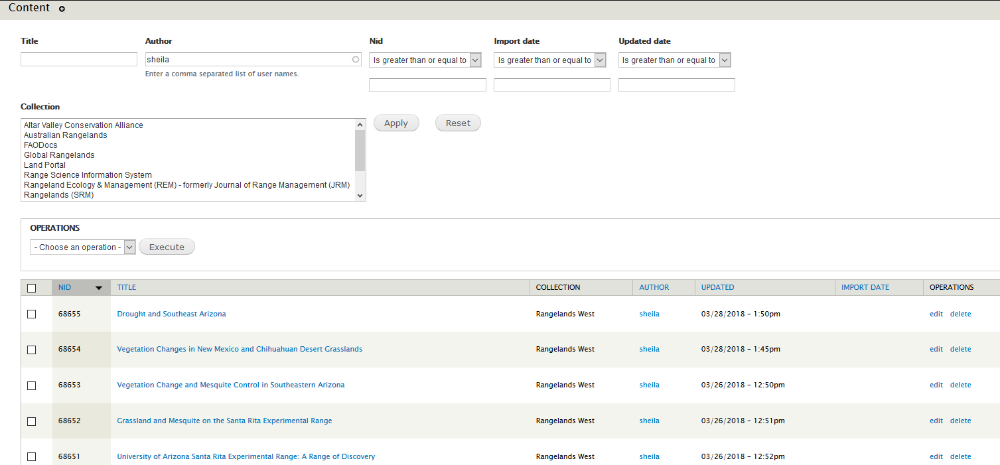 Content
Title Author Nid Import date Updated date
sheila Is greater than or equal to Is greater than or equal to Is greater than or equal to
Enter a comma separated list of user names.
Collection
Altar Valley Conservation Alliance
Australian Rangelands
FAODocs
Global Rangelands
Land Portal
Range Science Information System
Rangeland Ecology & Management (REM) - formerly Journal of Range Management (JRM)
Rangelands (SRM)
Apply Reset
OPERATIONS
- Choose an operation - Execute
NID TITLE COLLECTION AUTHOR UPDATED IMPORT DATE OPERATIONS
68655 Drought and Southeast Arizona Rangelands West sheila 03/28/2018 - 1:50pm edit delete
68654 Vegetation Changes in New Mexico and Chihuahuan Desert Grasslands Rangelands West sheila 03/28/2018 - 1:45pm edit delete
68653 Vegetation Change and Mesquite Control in Southeastern Arizona Rangelands West sheila 03/26/2018 - 12:50pm edit delete
68652 Grassland and Mesquite on the Santa Rita Experimental Range Rangelands West sheila 03/26/2018 - 12:51pm edit delete
68651 University of Arizona Santa Rita Experimental Range: A Range of Discovery Rangelands West sheila 03/26/2018 - 12:52pm edit delete